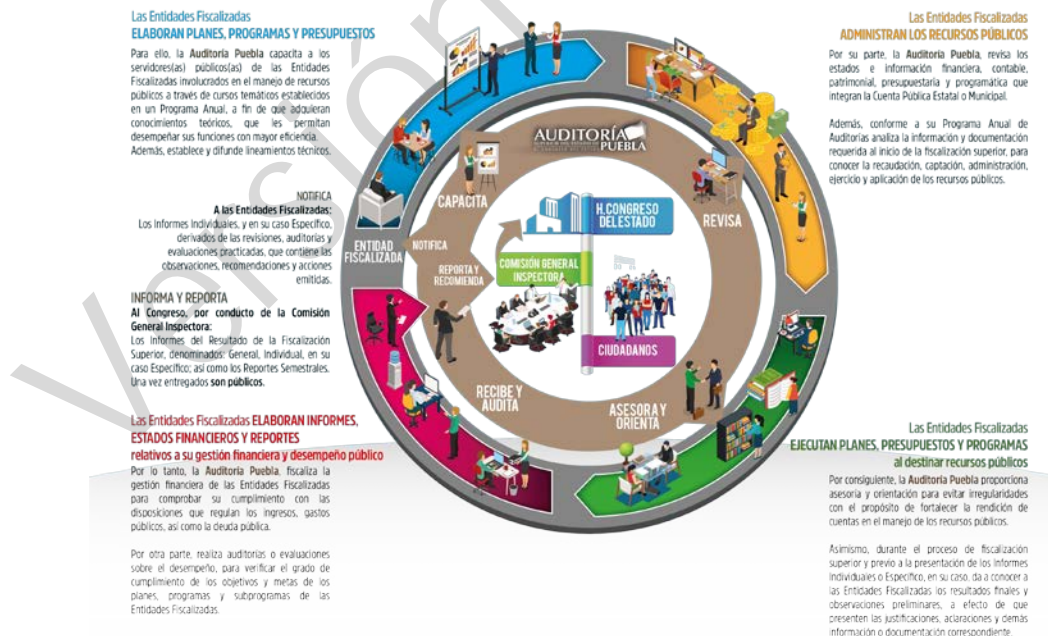 Las Entidades Fiscalizadas
ELABORAN PLANES, PROGRAMAS Y PRESUPUESTOS
Para ello, la Auditoría Puebla capacita a los
servidores(as) públicos(as) de las Entidades
Fiscalizadas involucrados en el manejo de recursos
públicos a través de cursos temáticos establecidos
en un Programa Anual, a fin de que adquieran
conocimientos teóricos, que les permitan
desempeñar sus funciones con mayor eficiencia.
Además, establece y difunde lineamientos técnicos.
NOTIFICA
A las Entidades Fiscalizadas:
Los Informes Individuales, y en su caso Específico,
derivados de las revisiones, auditorías y
evaluaciones practicadas, que contiene las
observaciones, recomendaciones y acciones
emitidas.
INFORMA Y REPORTA
Al Congreso, por conducto de la Comisión
General Inspectora:
Los Informes del Resultado de la Fiscalización
Superior, denominados: General, Individual, en su
caso Específico; así como los Reportes Semestrales.
Una vez entregados son públicos.
Las Entidades Fiscalizadas ELABORAN INFORMES,
ESTADOS FINANCIEROS Y REPORTES
relativos a su gestión financiera y desempeño público
Por lo tanto, la Auditoría Puebla, fiscaliza la
gestión financiera de las Entidades Fiscalizadas
para comprobar su cumplimiento con las
disposiciones que regulan los ingresos, gastos
públicos, así como la deuda pública.
Por otra parte, realiza auditorías o evaluaciones
sobre el desempeño, para verificar el grado de
cumplimiento de los objetivos y metas de los
planes, programas y subprogramas de las
Entidades Fiscalizadas.
AUDITORÍA
PUEBLA
CAPACITA
REVISA
H. CONGRESO
DEL ESTADO
ENTIDAD
FISCALIZADA
NOTIFICA
REPORTA Y
RECOMIENDA
COMISIÓN GENERAL
INSPECTORA
CIUDADANOS
RECIBE Y
AUDITA
ASESORA Y
ORIENTA
Las Entidades Fiscalizadas
ADMINISTRAN LOS RECURSOS PÚBLICOS
Por su parte, la Auditoría Puebla, revisa los
estados e información financiera, contable,
patrimonial, presupuestaria y programática que
integran la Cuenta Pública Estatal o Municipal.
Además, conforme a su Programa Anual de
Auditorías analiza la información y documentación
requerida al inicio de la fiscalización superior, para
conocer la recaudación, captación, administración,
ejercicio y aplicación de los recursos públicos.
Las Entidades Fiscalizadas
EJECUTAN PLANES, PRESUPUESTOS Y PROGRAMAS
al destinar recursos públicos
Por consiguiente, la Auditoría Puebla proporciona
asesoría y orientación para evitar irregularidades
con el propósito de fortalecer la rendición de
cuentas en el manejo de los recursos públicos.
Asimismo, durante el proceso de fiscalización
superior y previo a la presentación de los Informes
Individuales o Específico, en su caso, da a conocer a
las Entidades Fiscalizadas los resultados finales y
observaciones preliminares, a efecto de que
presenten las justificaciones, aclaraciones y demás
información o documentación correspondiente.
Versión